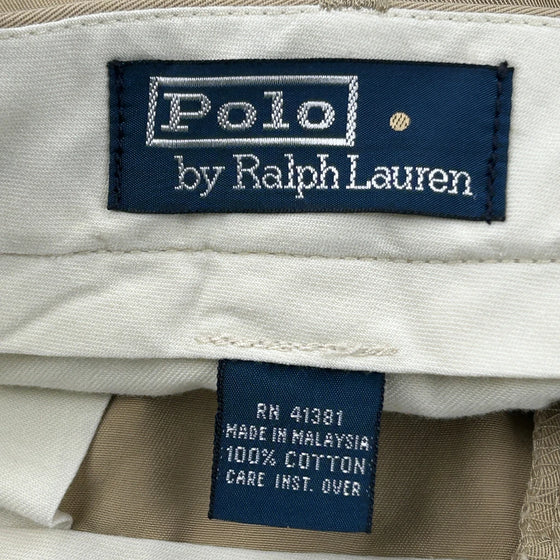 Polo
by Ralph Lauren
RN 41381
MADE IN MALAYSIA
100% COTTON
CARE INST. OVER